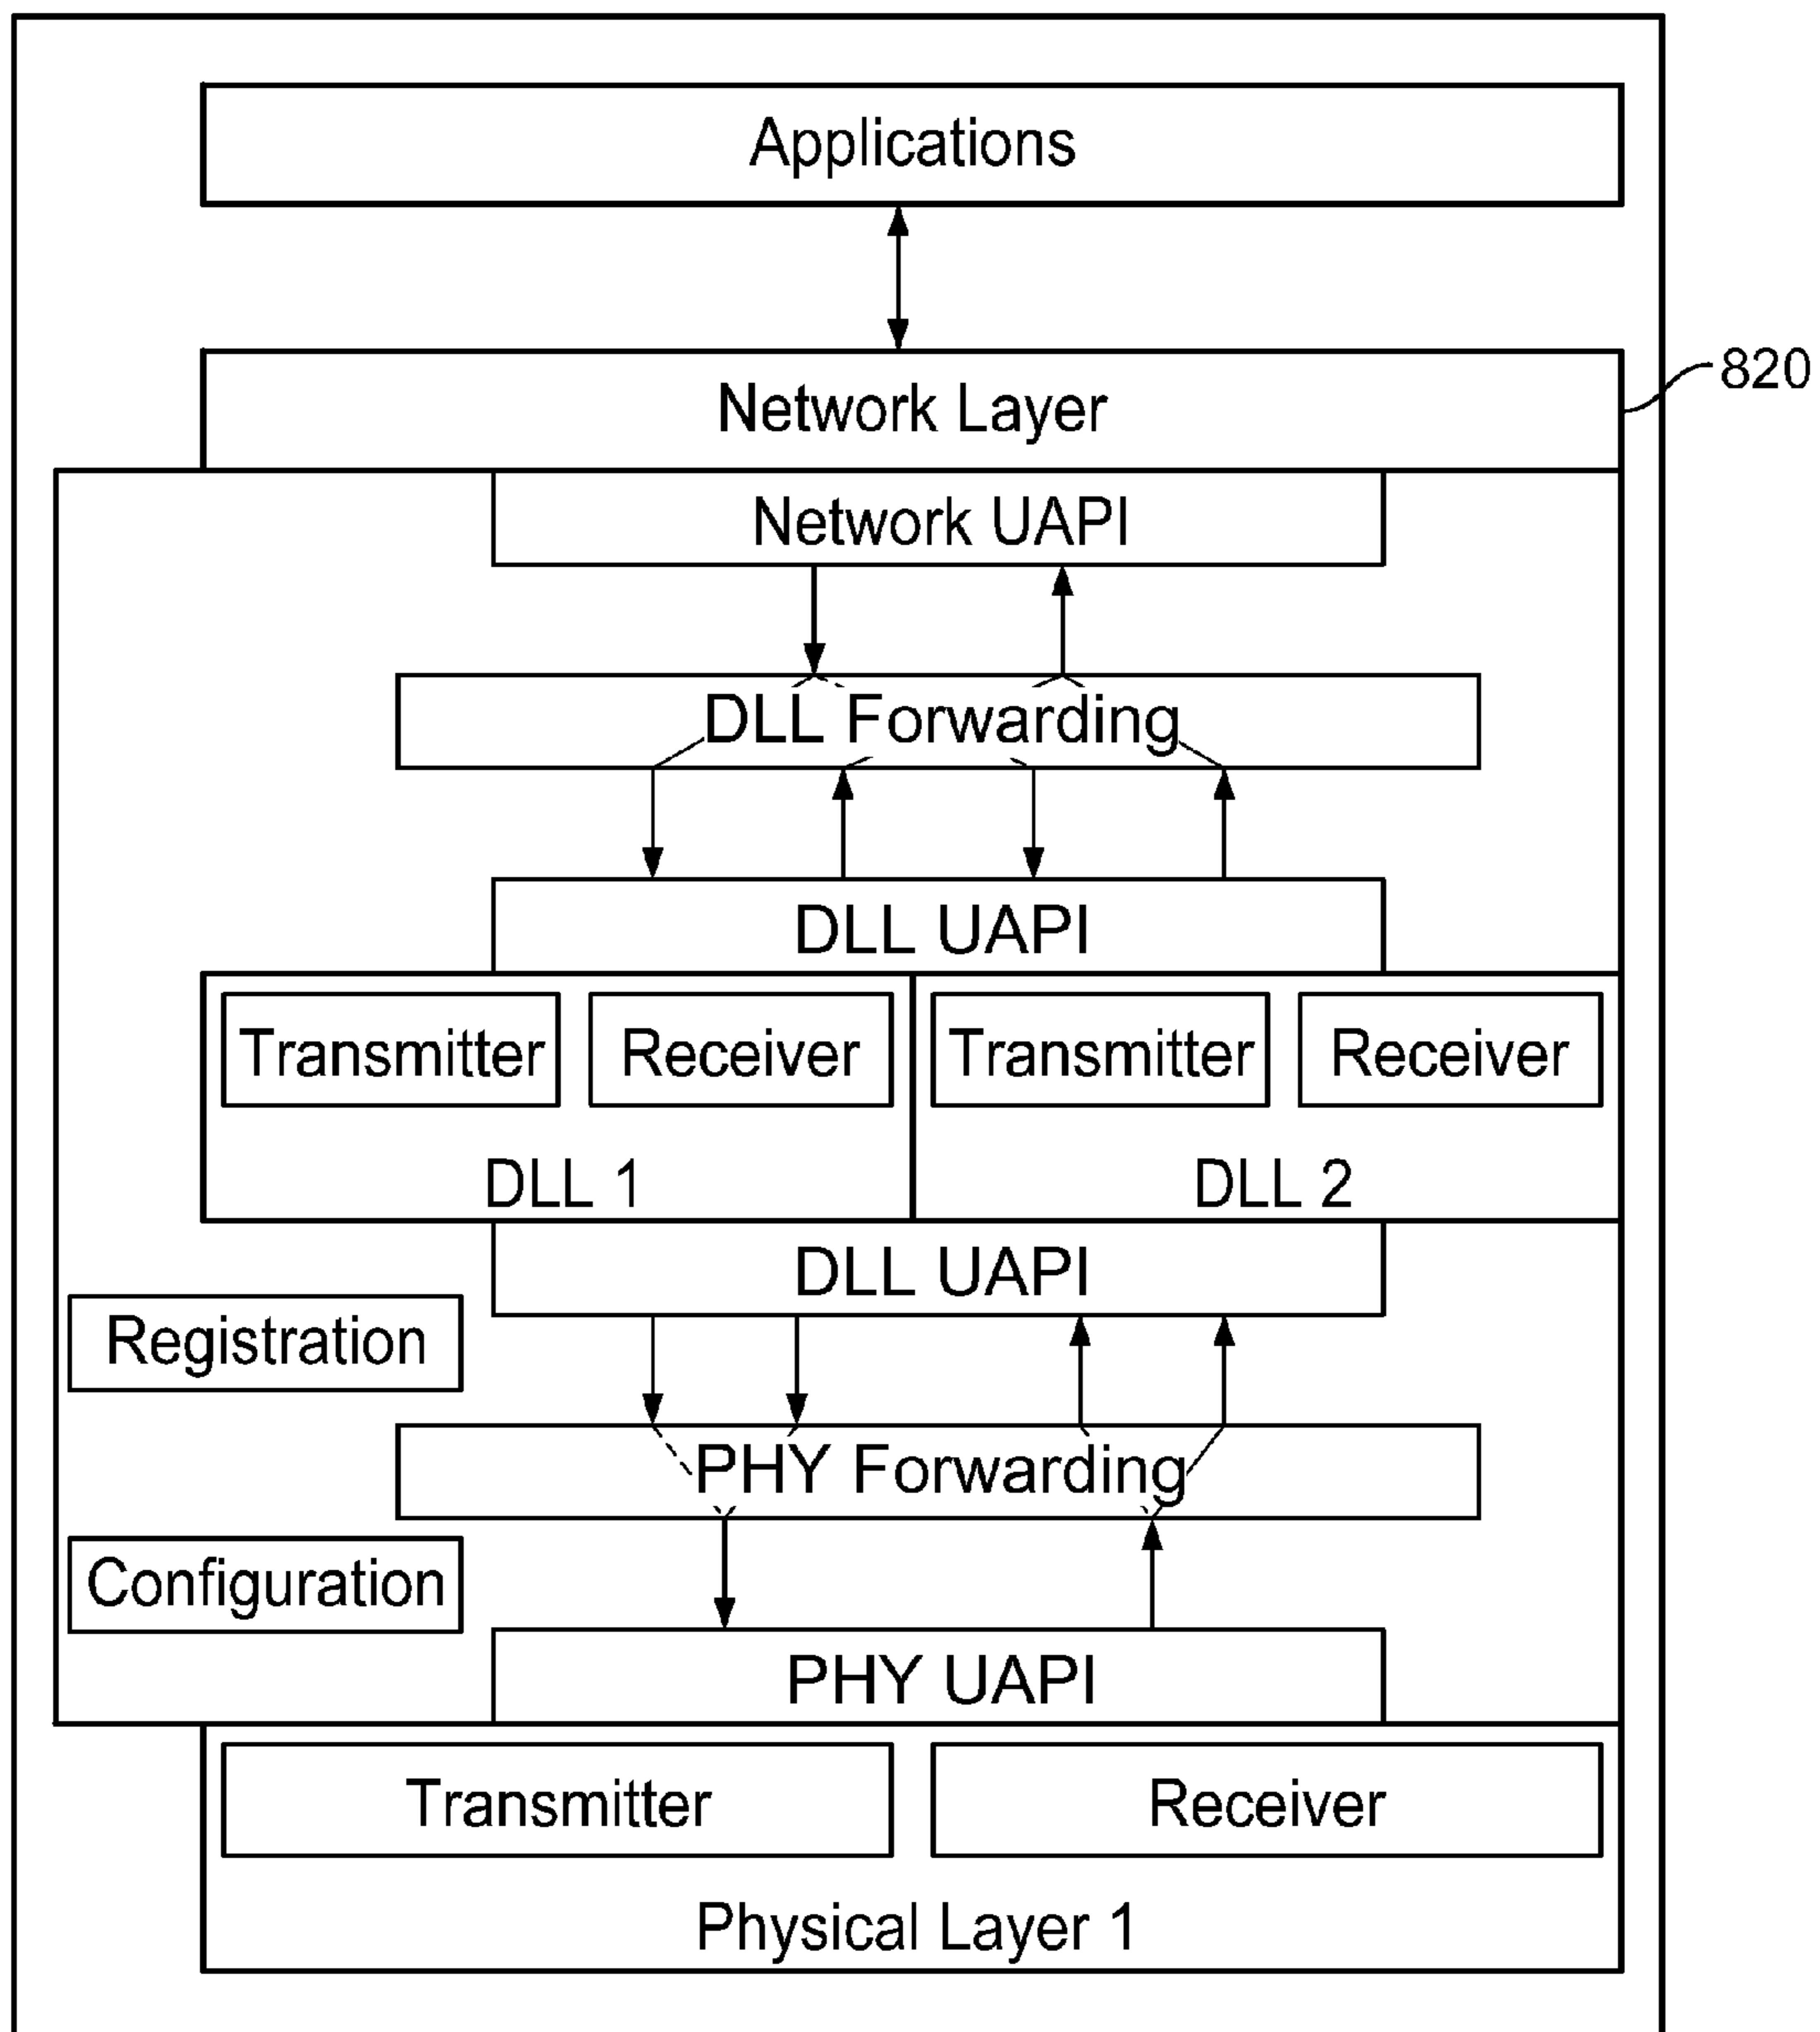 Applications
820
Network Layer
Network UAPI
DLL Forwarding
DLL UAPI
Transmitter
Receiver
Transmitter
Receiver
DLL 1
DLL 2
DLL UAPI
Registration
PHY Forwarding
Configuration
PHY UAPI
Transmitter
Receiver
Physical Layer 1